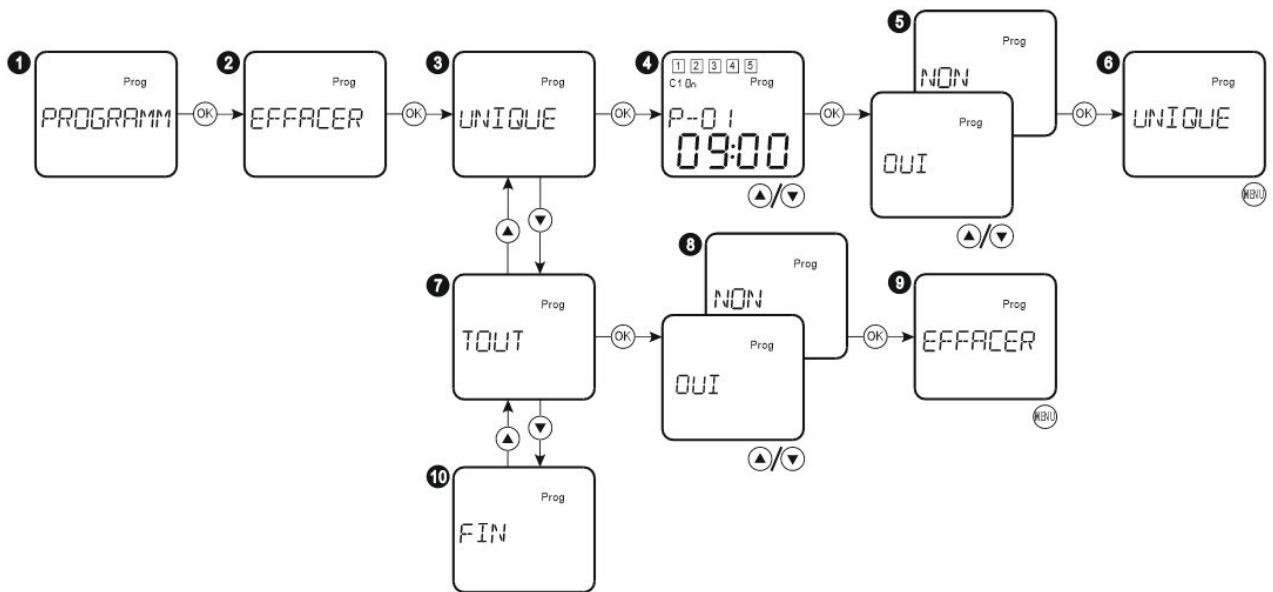 1
Prog
PROGRAMM
OK
2
Prog
EFFACER
OK
3
Prog
UNIQUE
OK
4
1 2 3 4 5
C1 On Prog
P-01
09:00
OK
5
Prog
NON
Prog
OUI
OK
6
Prog
UNIQUE
MENU
7
Prog
TOUT
OK
8
Prog
NON
Prog
OUI
OK
9
Prog
EFFACER
MENU
10
Prog
FIN